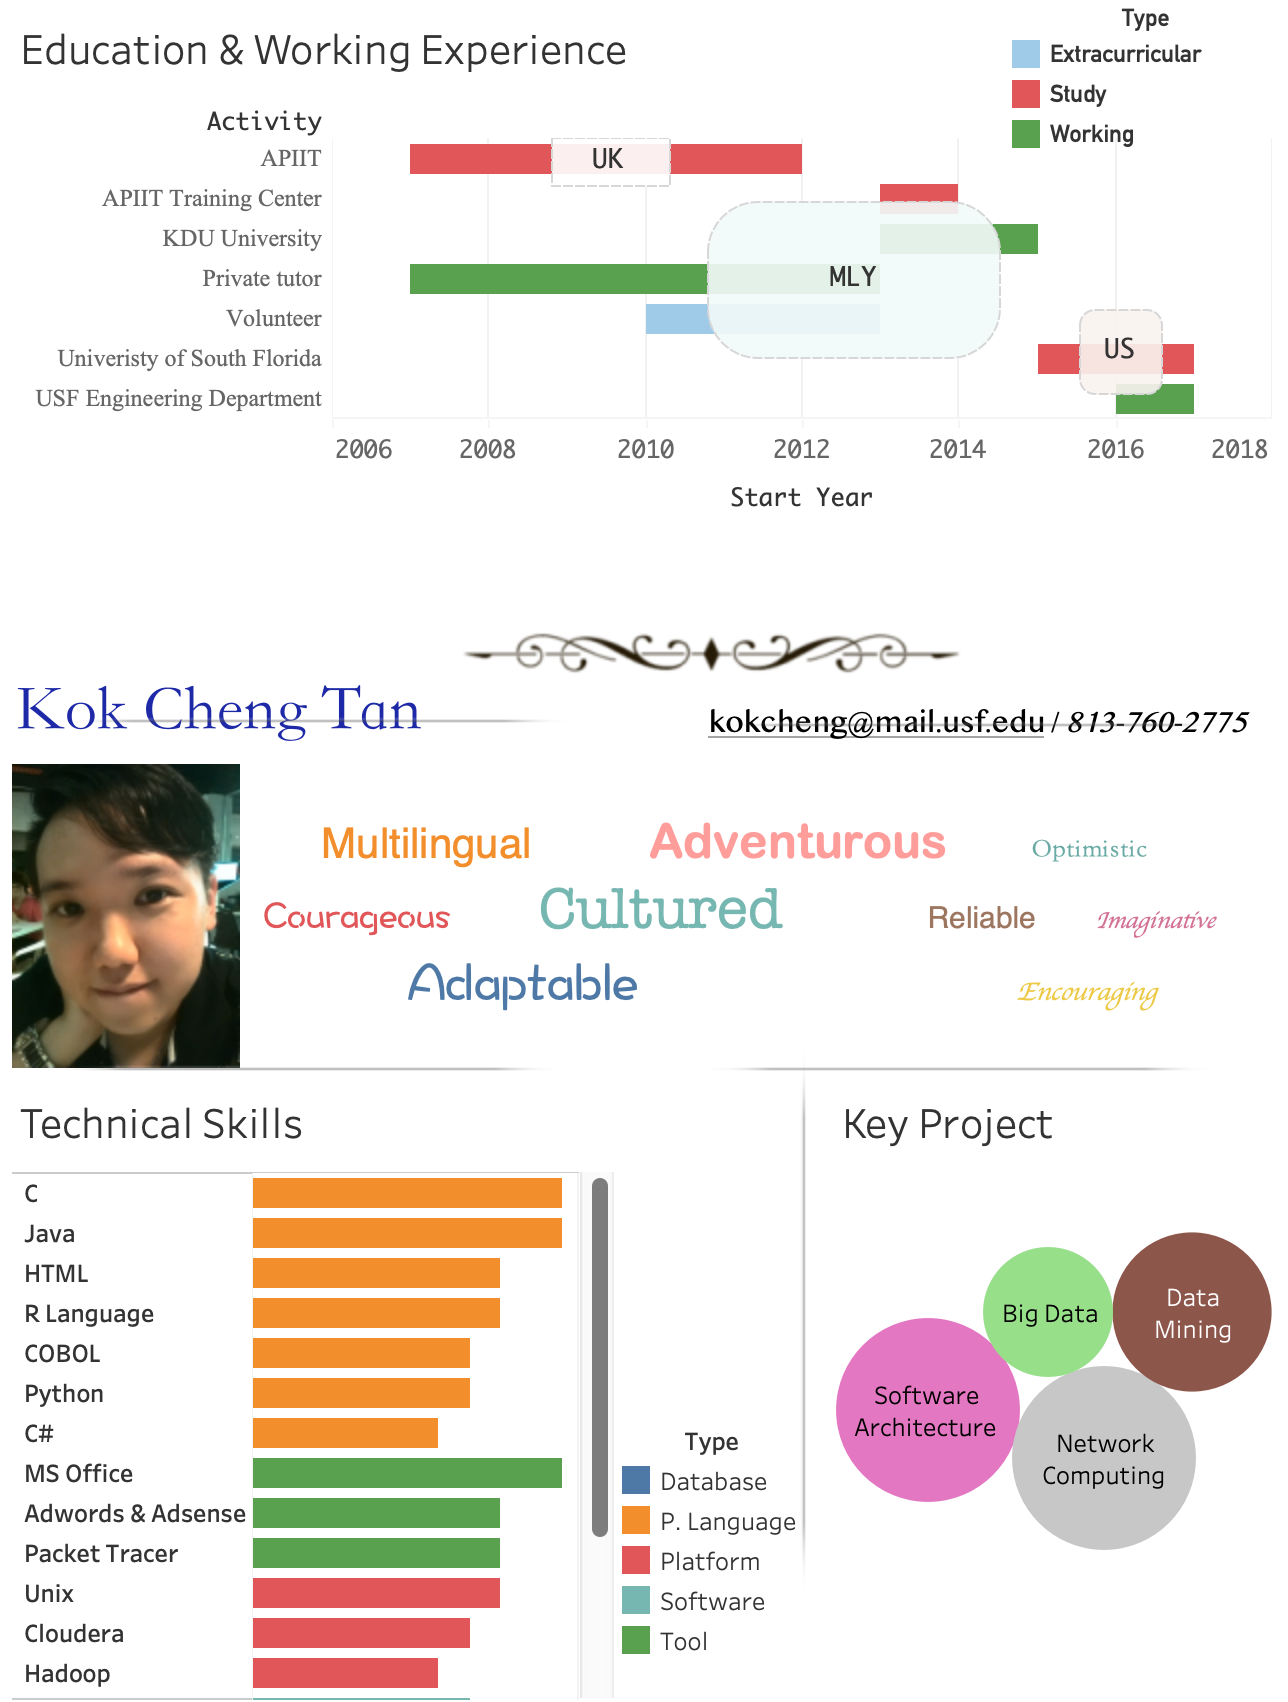 Education & Working Experience
Type
Extracurricular
Study
Working
Activity
APIIT
UK
APIIT Training Center
KDU University
Private tutor
MLY
Volunteer
Univeristy of South Florida
US
USF Engineering Department
2006 2008 2010 2012 2014 2016 2018
Start Year
Kok Cheng Tan
kokcheng@mail.usf.edu / 813-760-2775
Multilingual Adventurous Optimistic
Courageous Cultured Reliable Imaginative
Adaptable Encouraging
Technical Skills
C
Java
HTML
R Language
COBOL
Python
C#
MS Office
Adwords & Adsense
Packet Tracer
Unix
Cloudera
Hadoop
Type
Database
P. Language
Platform
Software
Tool
Key Project
Big Data
Data
Mining
Software
Architecture
Network
Computing